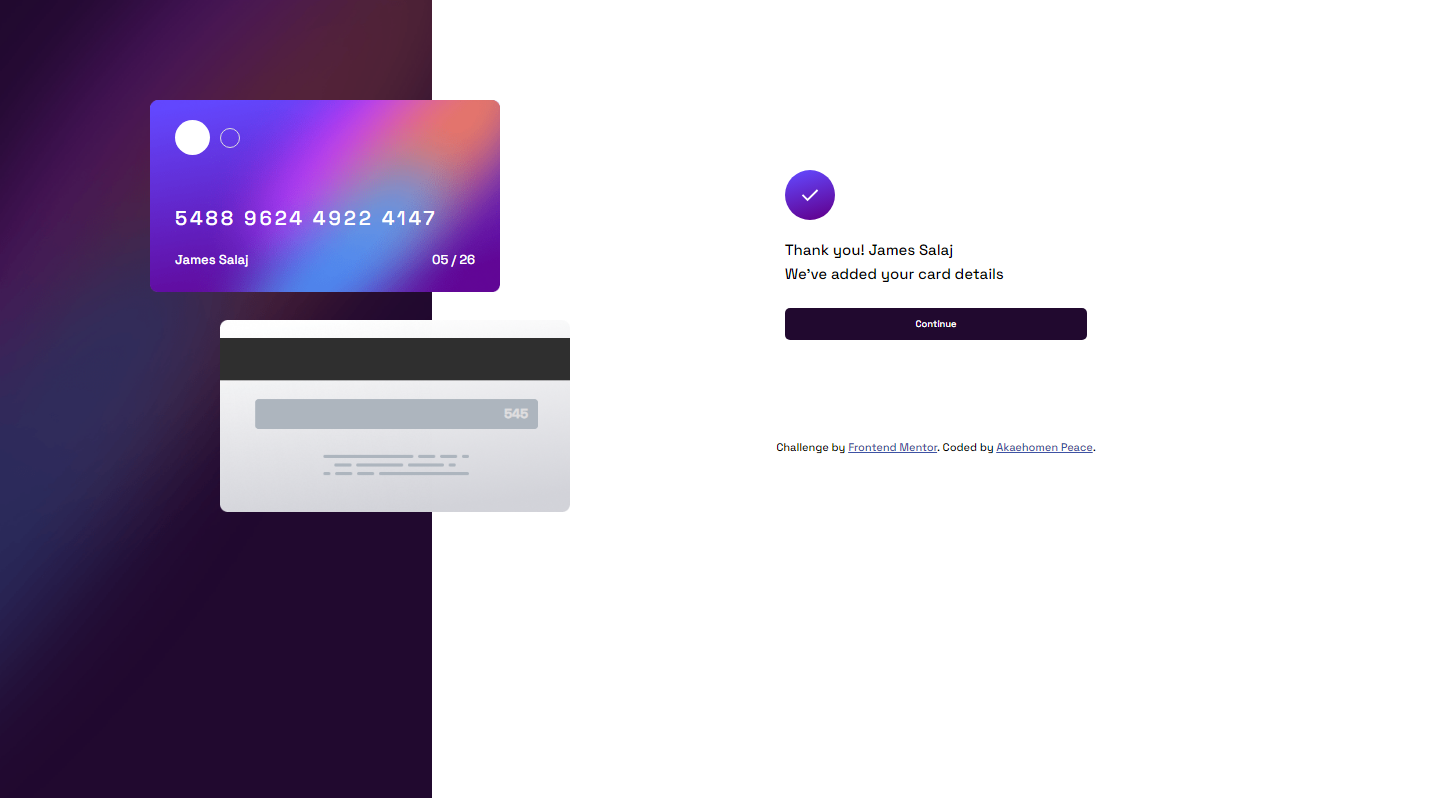 5488 9624 4922 4147
James Salaj 05 / 26
545
Thank you! James Salaj
We've added your card details
Continue
Challenge by Frontend Mentor. Coded by Akaehomen Peace.